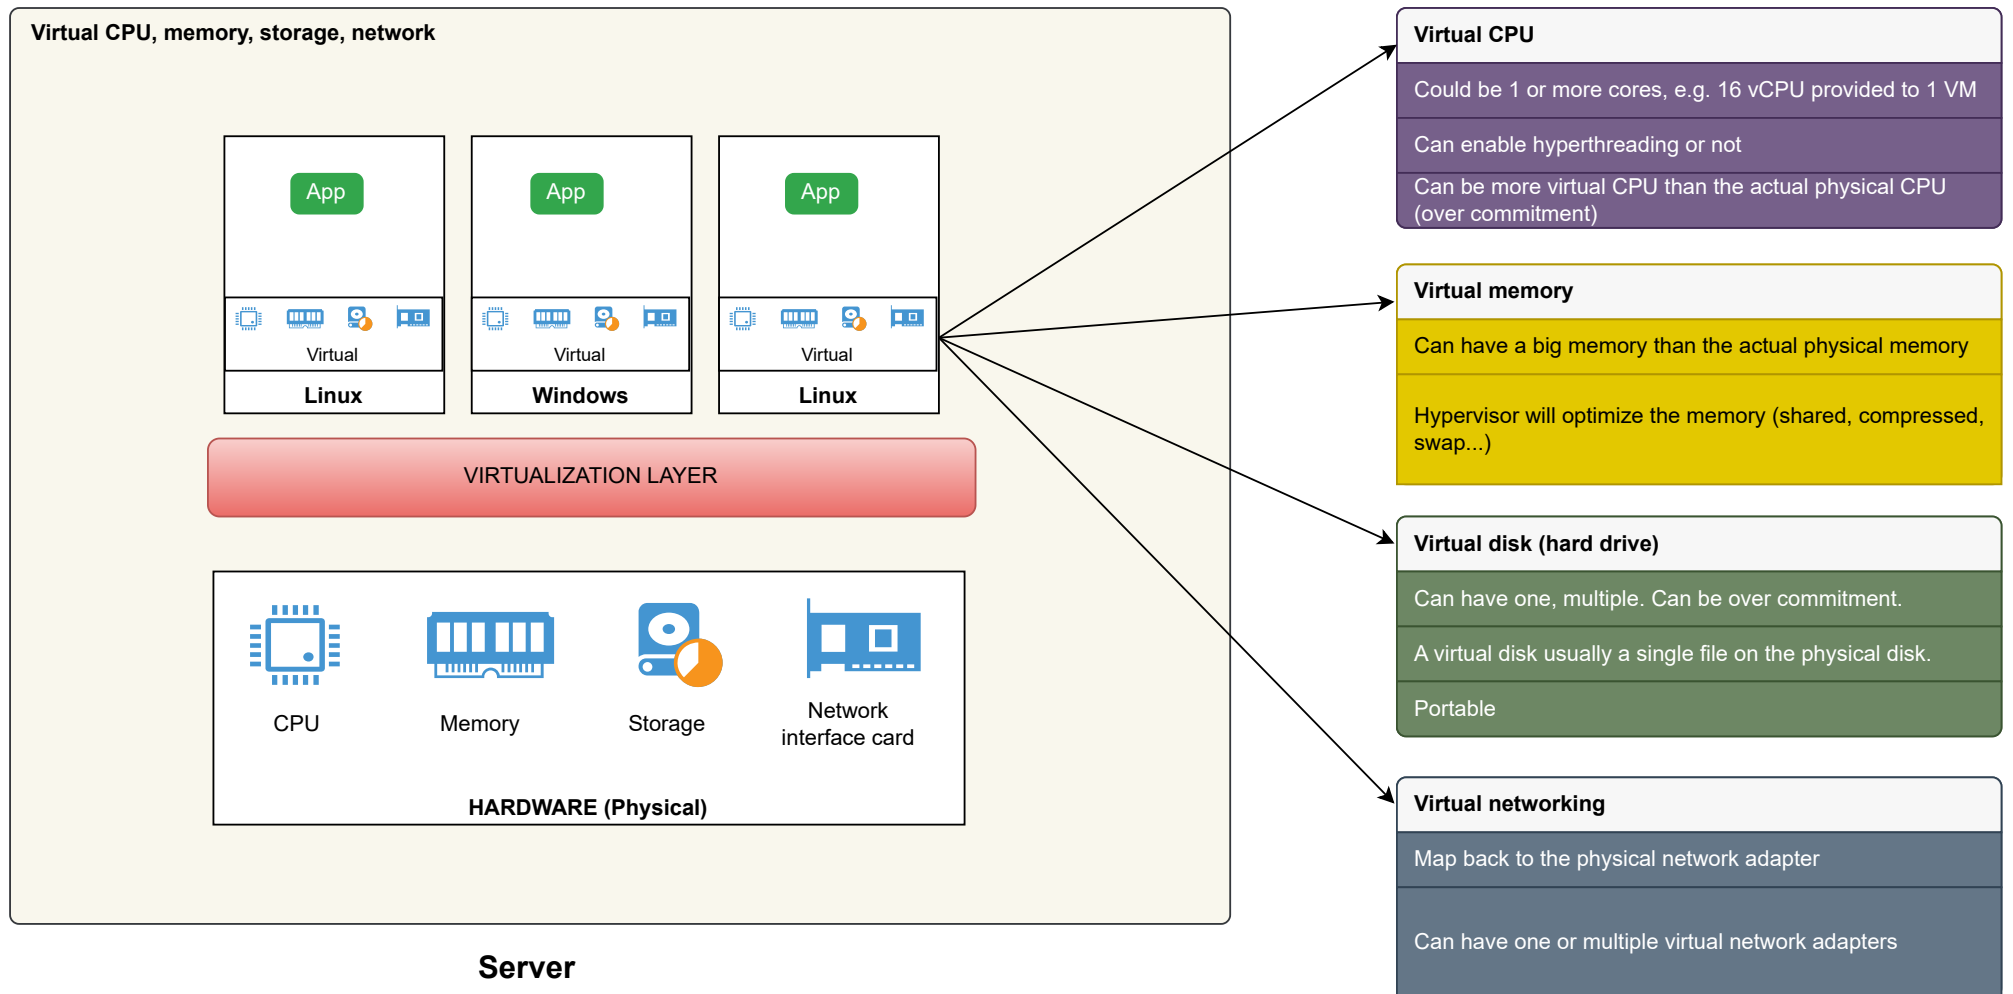 Virtual CPU, memory, storage, network
App
App
App
Virtual
Virtual
Virtual
Linux
Windows
Linux
VIRTUALIZATION LAYER
CPU
Memory
Storage
Network
interface card
HARDWARE (Physical)
Server
Virtual CPU
Could be 1 or more cores, e.g. 16 vCPU provided to 1 VM
Can enable hyperthreading or not
Can be more virtual CPU than the actual physical CPU
(over commitment)
Virtual memory
Can have a big memory than the actual physical memory
Hypervisor will optimize the memory (shared, compressed,
swap...)
Virtual disk (hard drive)
Can have one, multiple. Can be over commitment.
A virtual disk usually a single file on the physical disk.
Portable
Virtual networking
Map back to the physical network adapter
Can have one or multiple virtual network adapters